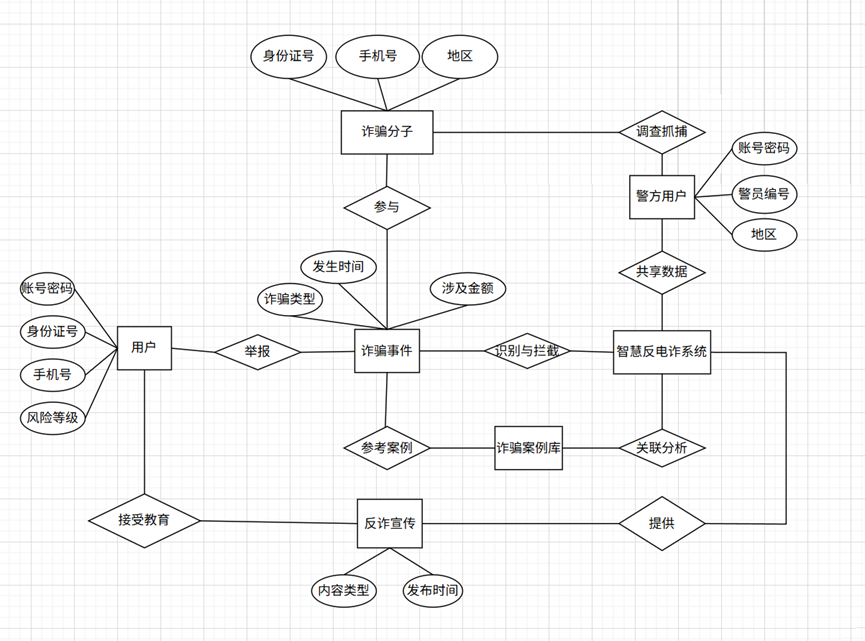 身份证号
手机号
地区
诈骗分子
调查抓捕
账号密码
警方用户
警员编号
参与
地区
发生时间
共享数据
账号密码
诈骗类型
涉及金额
身份证号
用户
举报
诈骗事件
识别与拦截
智慧反电诈系统
手机号
风险等级
参考案例
诈骗案例库
关联分析
接受教育
反诈宣传
提供
内容类型
发布时间